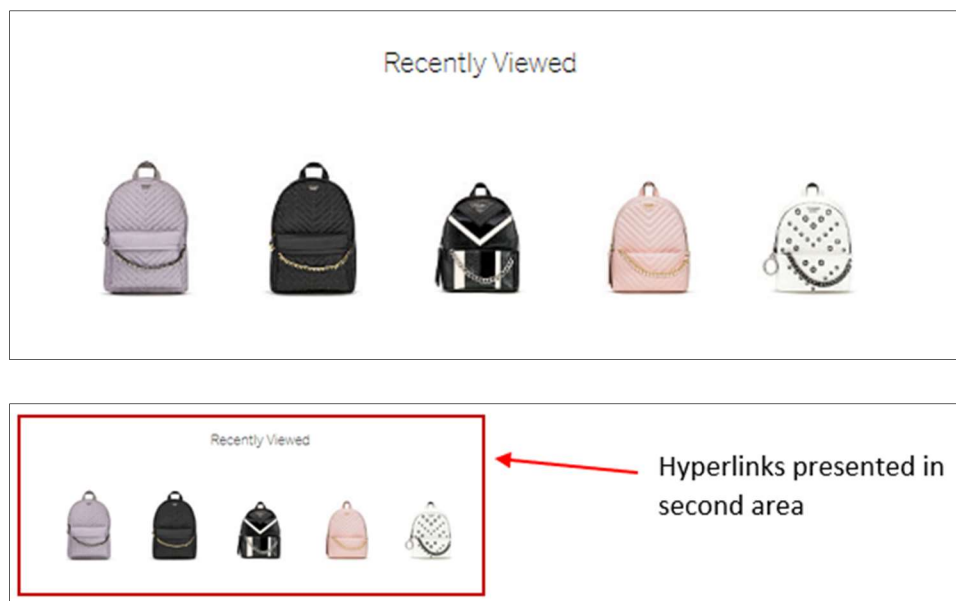 Recently Viewed
Recently Viewed
Hyperlinks presented in
second area